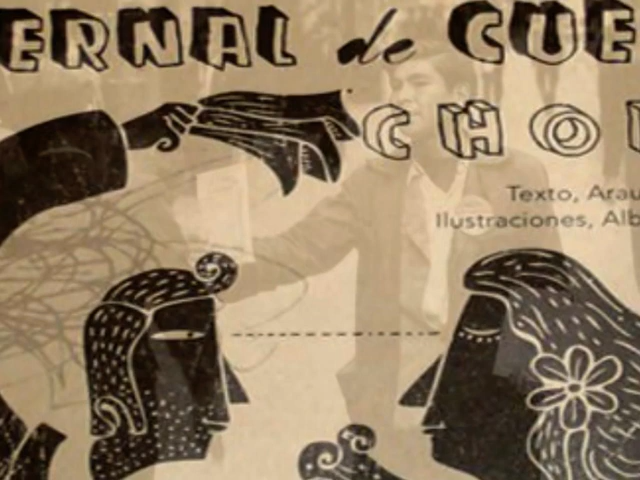 ERNAL de CUE
CHO
Texto, Arau
Ilustraciones, Alb